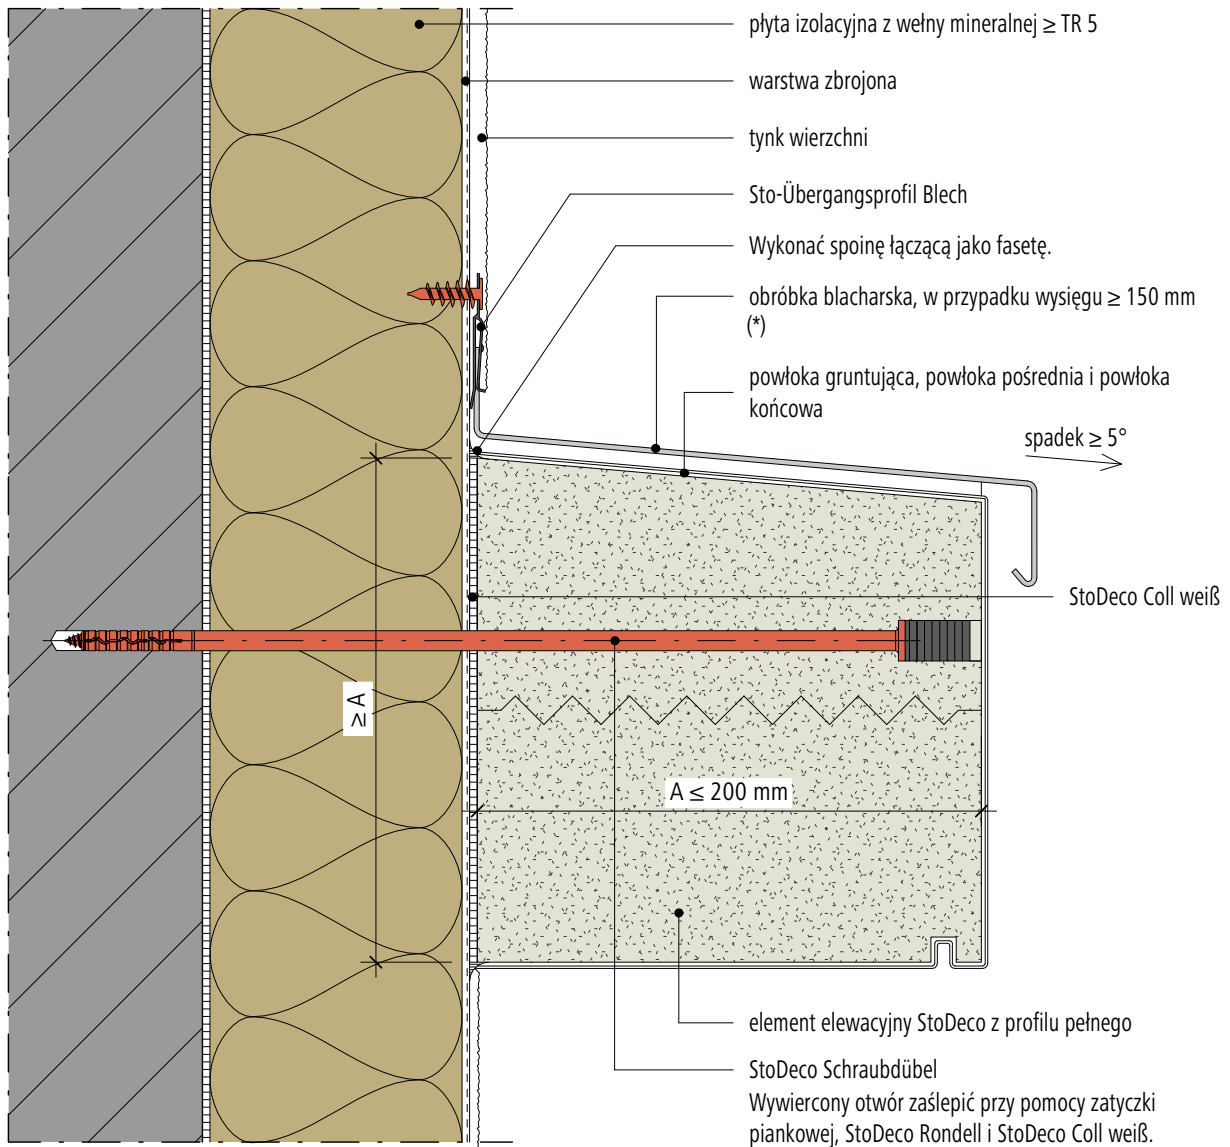 płyta izolacyjna z wełny mineralnej ≥ TR 5
warstwa zbrojona
tynk wierzchni
Sto-Übergangsprofil Blech
Wykonać spoinę łączącą jako fasetę.
obróbka blacharska, w przypadku wysięgu ≥ 150 mm
(*)
powłoka gruntująca, powłoka pośrednia i powłoka
końcowa
spadek ≥ 5°
StoDeco Coll weiß
≥ A
A ≤ 200 mm
element elewacyjny StoDeco z profilu pełnego
StoDeco Schraubdübel
Wywiercony otwór zaślepić przy pomocy zatyczki
piankowej, StoDeco Rondell i StoDeco Coll weiß.